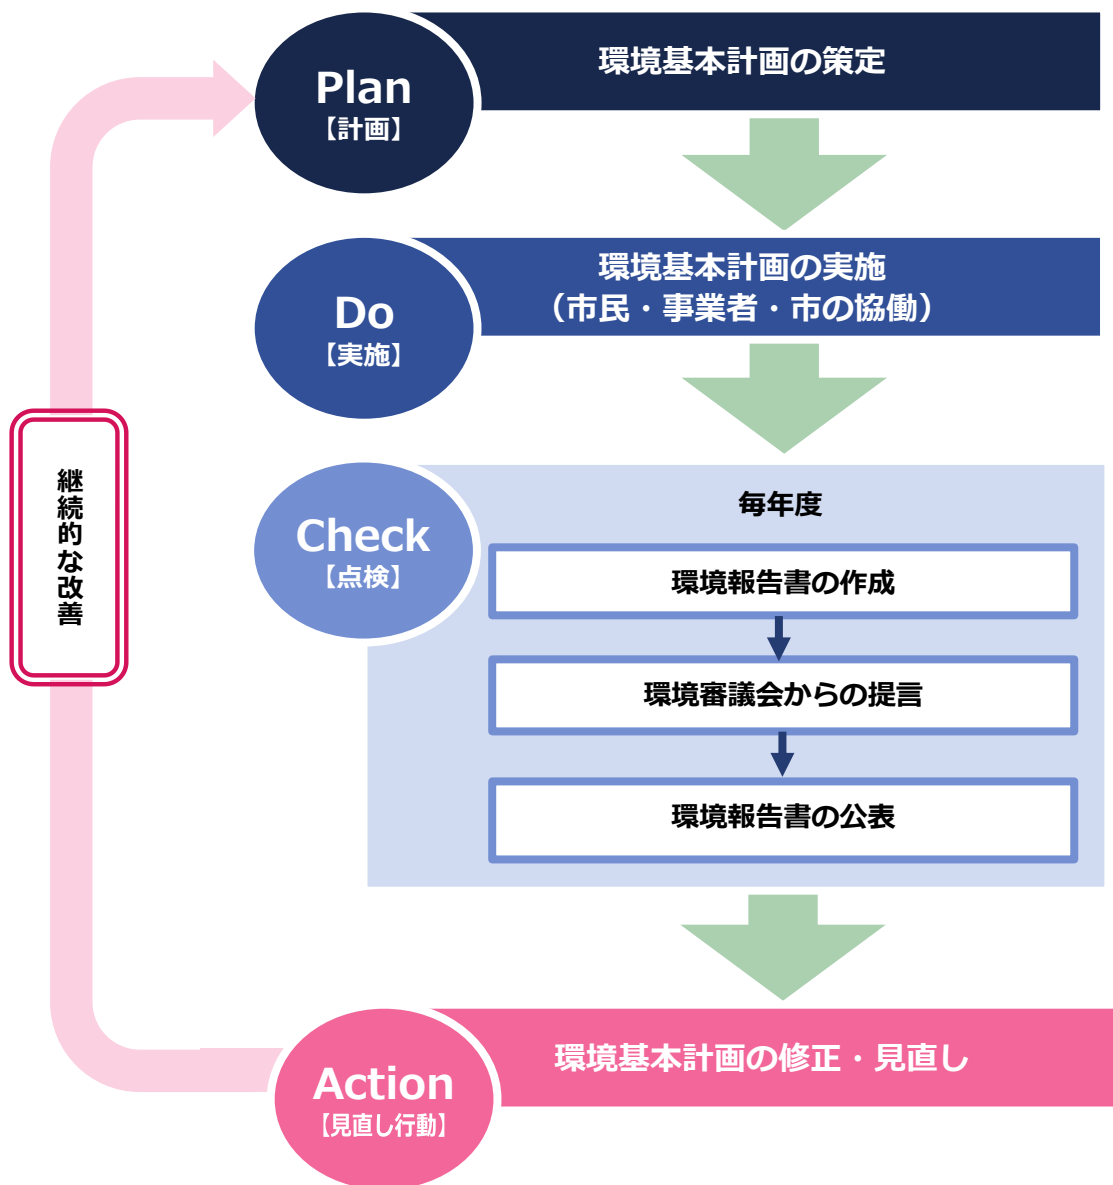 Plan
【計画】
環境基本計画の策定
Do
【実施】
環境基本計画の実施
（市民・事業者・市の協働）
継続的な改善
Check
【点検】
毎年度
環境報告書の作成
環境審議会からの提言
環境報告書の公表
Action
【見直し行動】
環境基本計画の修正・見直し